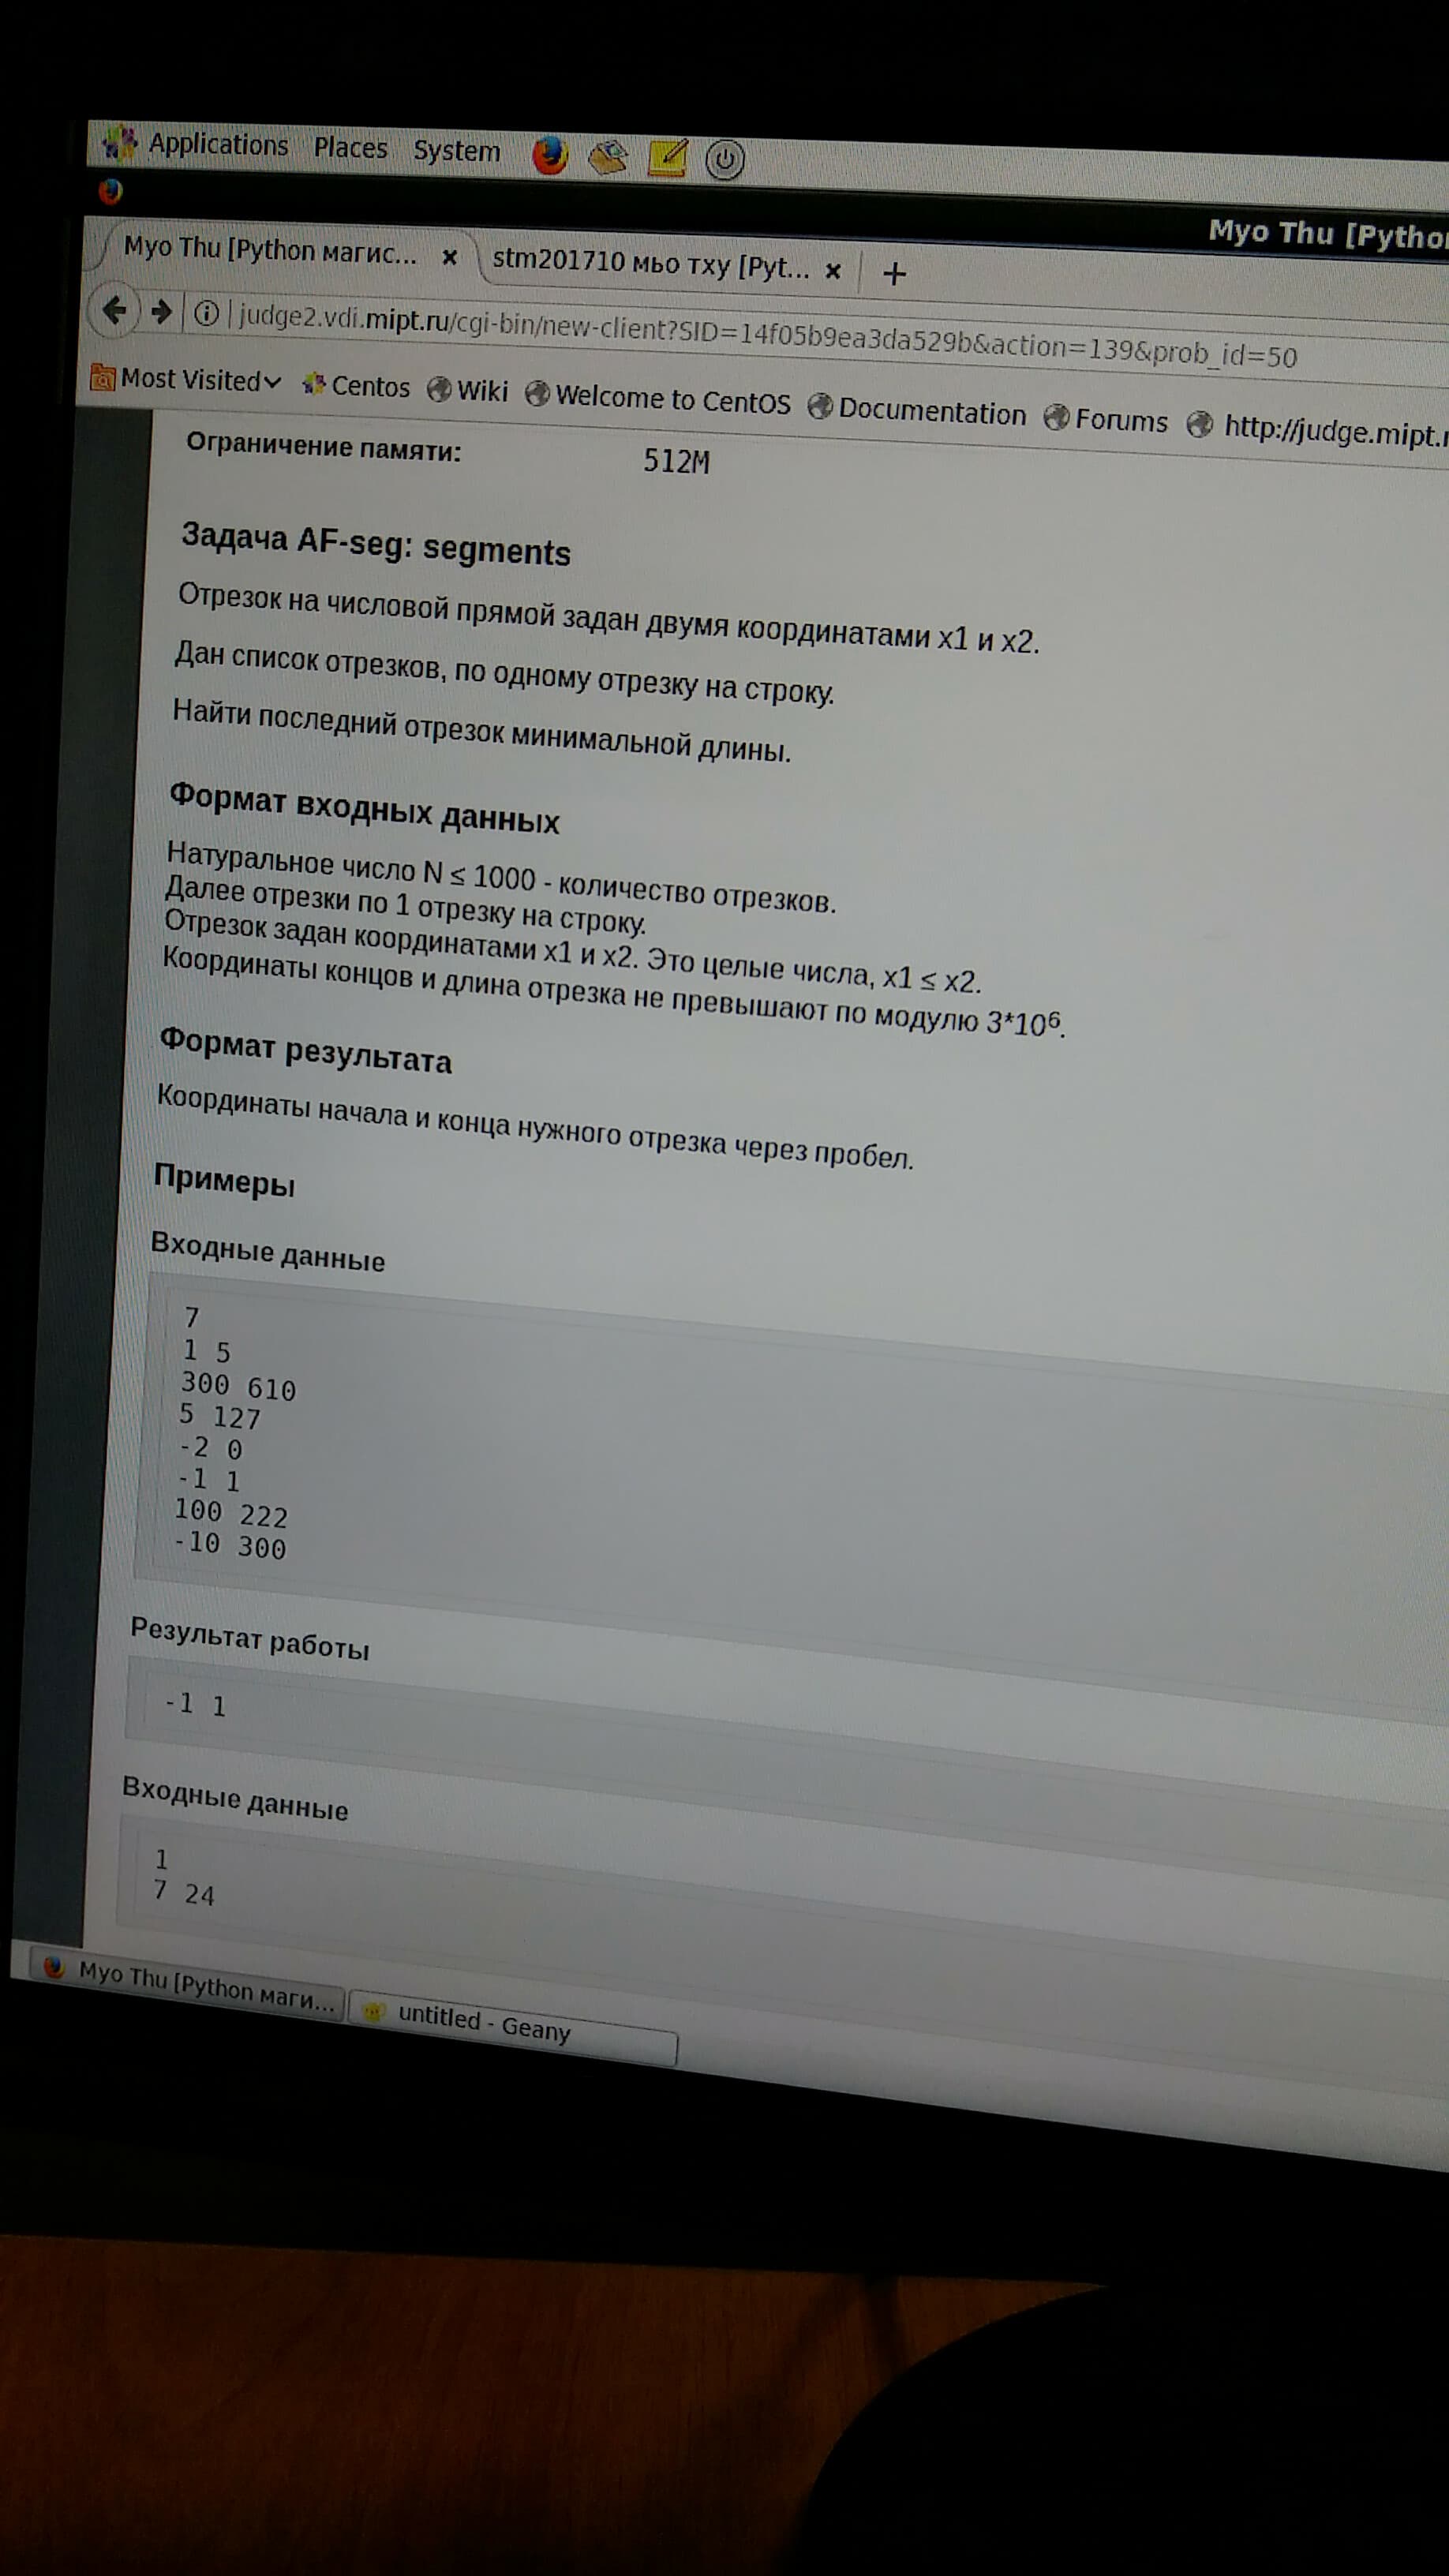 Applications Places System
Myo Thu [Pytho
Myo Thu [Python магис... × stm201710 мьо тху [Pyt... × +
judge2.vdi.mipt.ru/cgi-bin/new-client?SID=14f05b9ea3da529b&action=139&prob_id=50
Most Visited Centos Wiki Welcome to CentOS Documentation Forums http://judge.mipt.r
Ограничение памяти: 512M
Задача AF-seg: segments
Отрезок на числовой прямой задан двумя координатами x1 и x2.
Дан список отрезков, по одному отрезку на строку.
Найти последний отрезок минимальной длины.
Формат входных данных
Натуральное число N ≤ 1000 - количество отрезков.
Далее отрезки по 1 отрезку на строку.
Отрезок задан координатами x1 и x2. Это целые числа, x1 ≤ x2.
Координаты концов и длина отрезка не превышают по модулю 3*10⁶.
Формат результата
Координаты начала и конца нужного отрезка через пробел.
Примеры
Входные данные
7
1 5
300 610
5 127
-2 0
-1 1
100 222
-10 300
Результат работы
-1 1
Входные данные
1
7 24
Myo Thu [Python маги... untitled - Geany